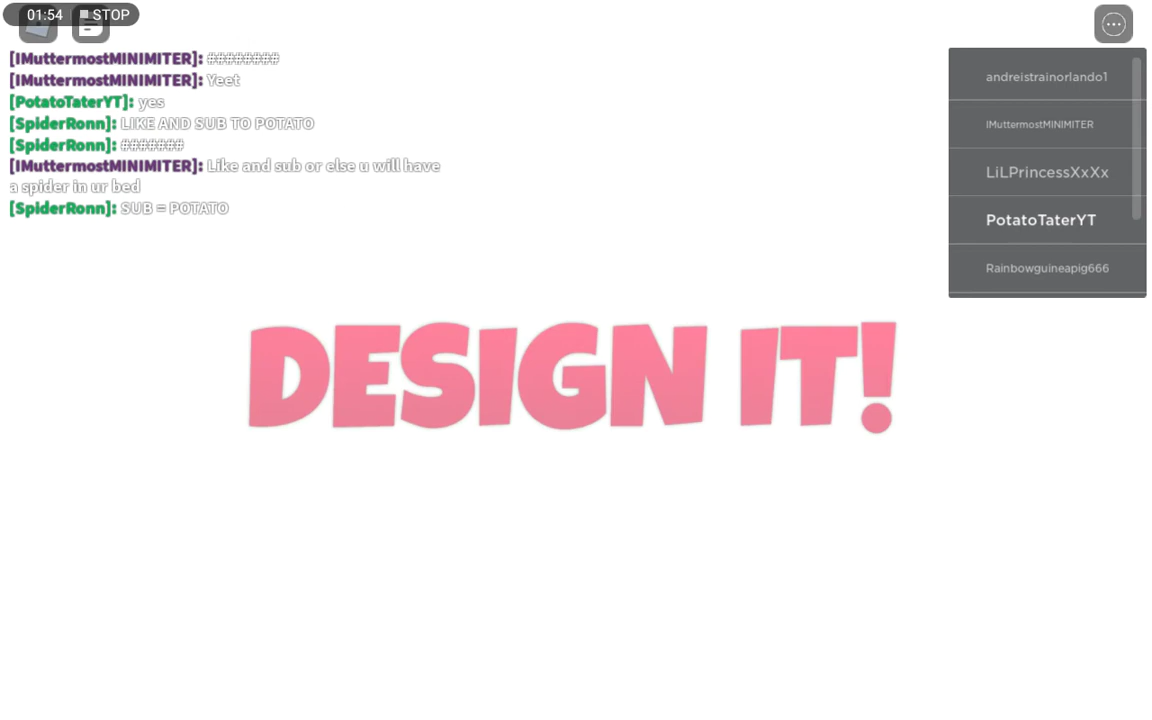 01:54 STOP
[IMuttermostMINIMITER]: ########
[IMuttermostMINIMITER]: Yeet
[PotatoTaterYT]: yes
[SpiderRonn]: LIKE AND SUB TO POTATO
[SpiderRonn]: #######
[IMuttermostMINIMITER]: Like and sub or else u will have
a spider in ur bed
[SpiderRonn]: SUB = POTATO
andreistrainorlando1
IMuttermostMINIMITER
LiLPrincessXxXx
PotatoTaterYT
Rainbowguineapig666
DESIGN IT!